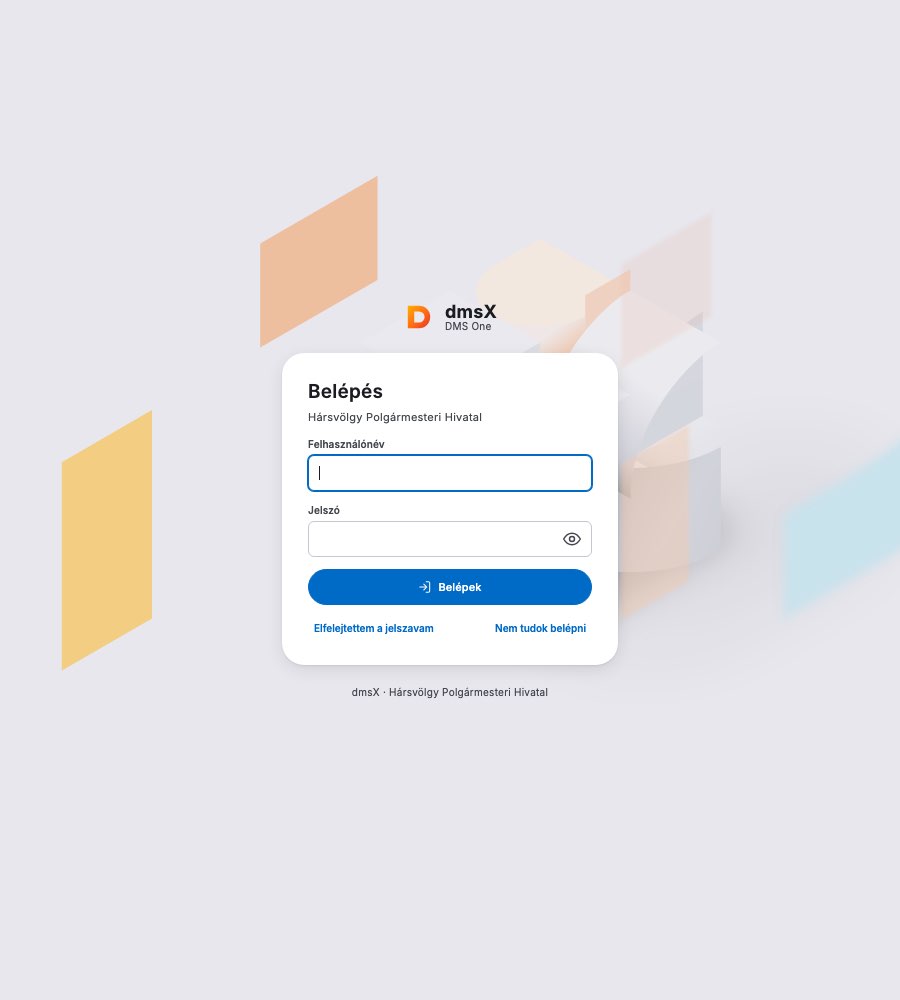 dmsX
DMS One
Belépés
Hársvölgy Polgármesteri Hivatal
Felhasználónév
Jelszó
Belépek
Elfelejtettem a jelszavam
Nem tudok belépni
dmsX · Hársvölgy Polgármesteri Hivatal